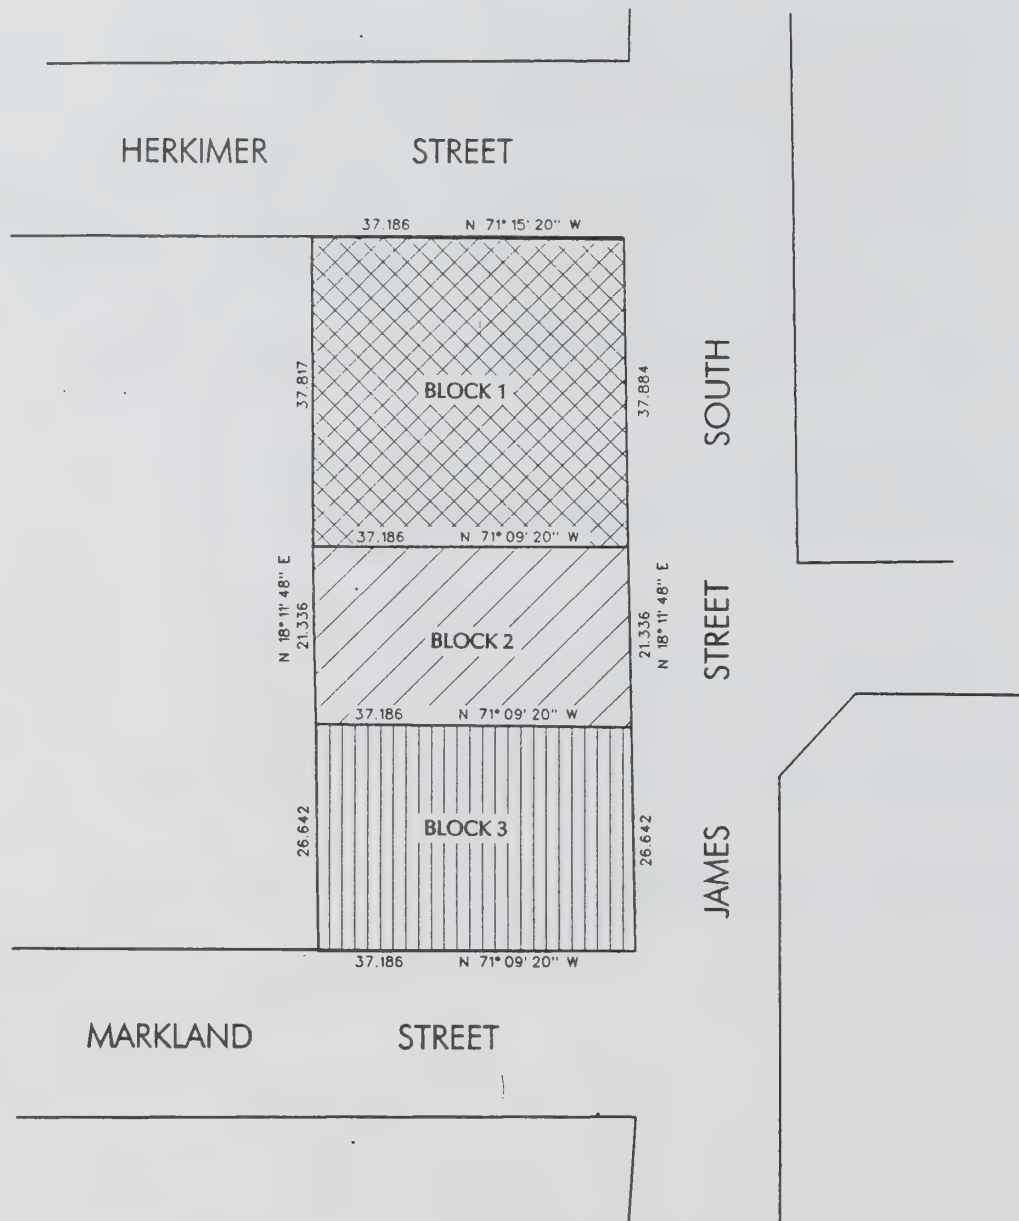 HERKIMER STREET
37.186 N 71° 15' 20" W
37.817
BLOCK 1
37.884
SOUTH
37.186 N 71° 09' 20" W
N 18° 11' 48" E
21.336
BLOCK 2
21.336
N 18° 11' 48" E
STREET
37.186 N 71° 09' 20" W
26.642
BLOCK 3
26.642
JAMES
37.186 N 71° 09' 20" W
MARKLAND STREET